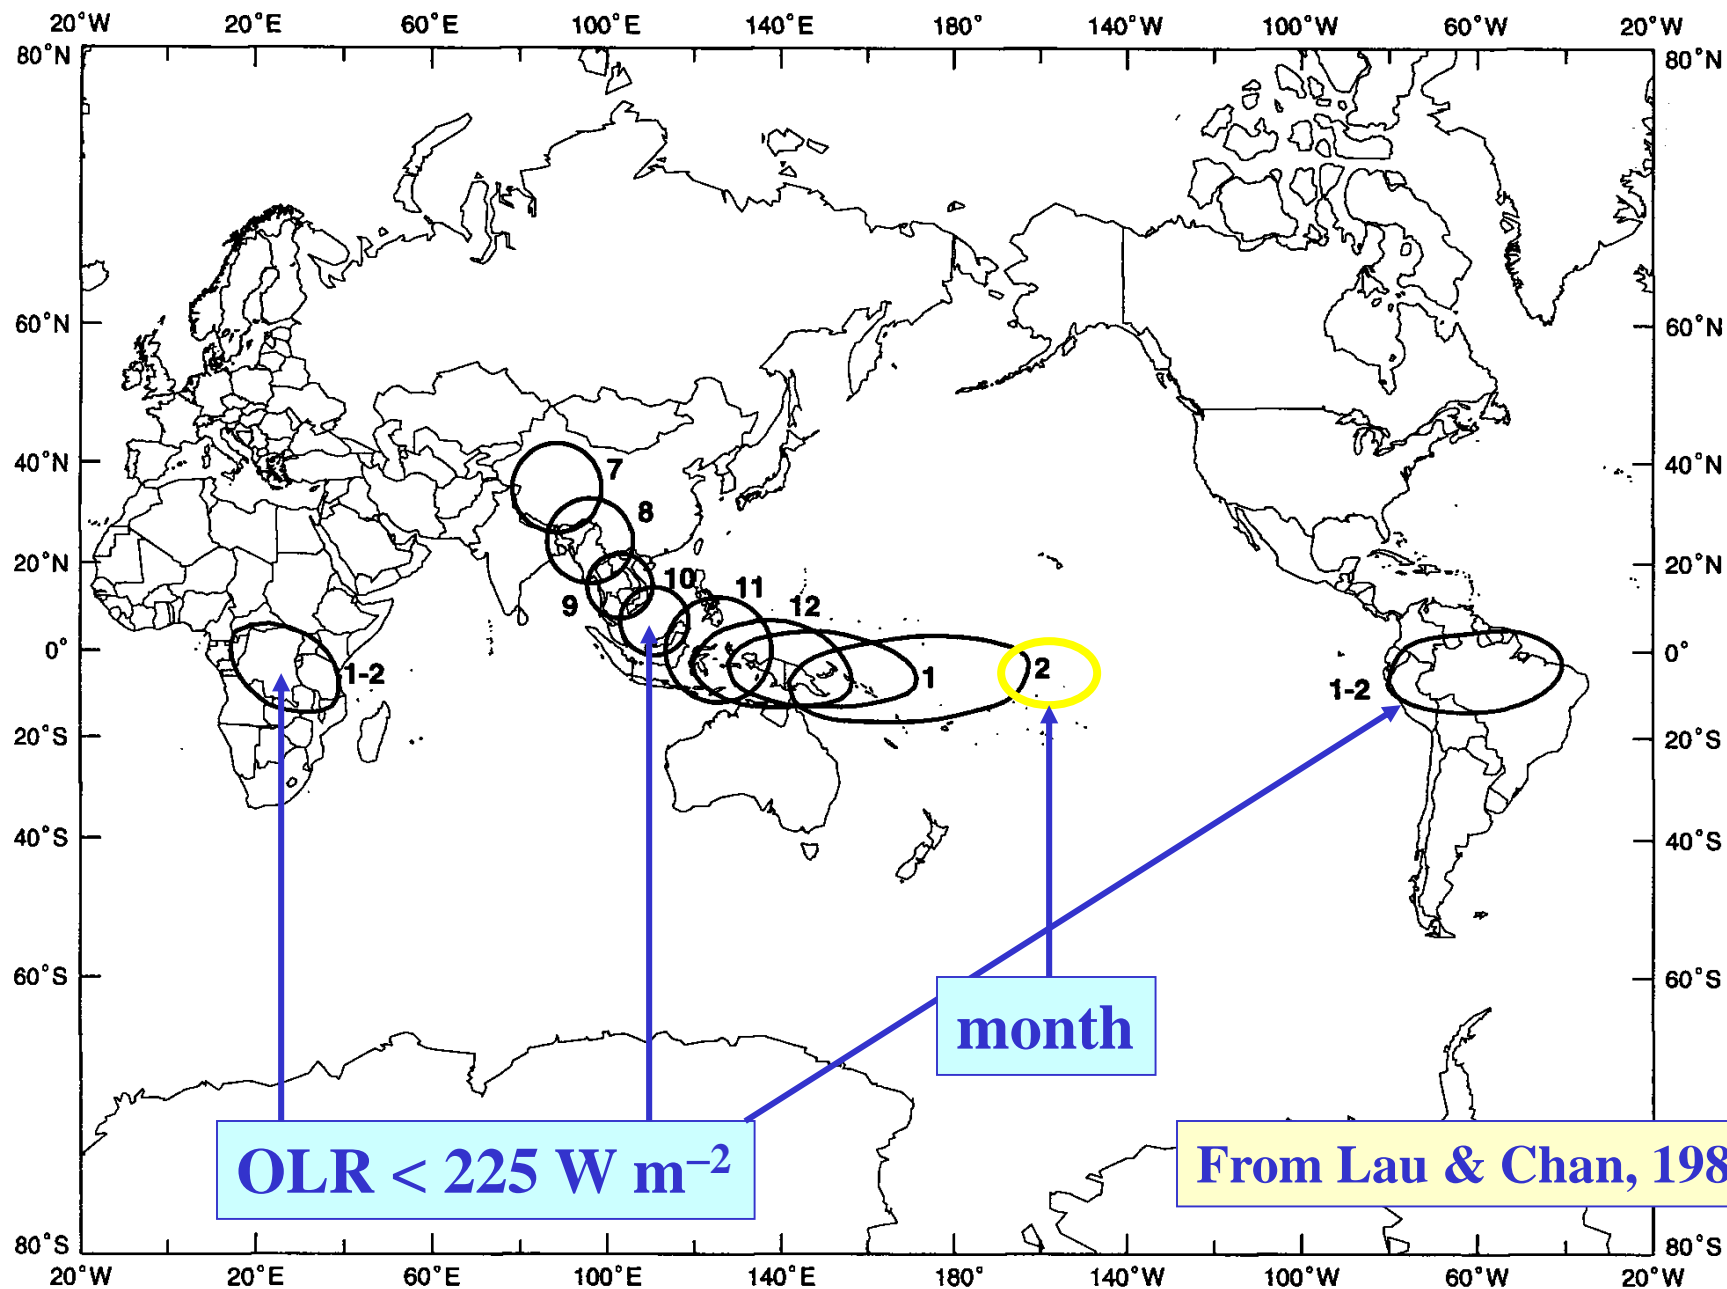 20°W 20°E 60°E 100°E 140°E 180° 140°W 100°W 60°W 20°W
80°N 80°N
60°N 60°N
7
40°N 40°N
8
20°N 10 20°N
9 11
12
0° 0°
1-2 1 2 1-2
20°S 20°S
40°S 40°S
60°S 60°S
month
OLR < 225 W m⁻²
From Lau & Chan, 198
80°S 80°S
20°W 20°E 60°E 100°E 140°E 180° 140°W 100°W 60°W 20°W